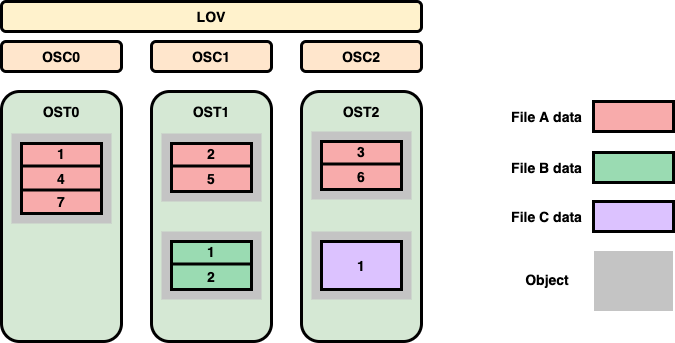 LOV
OSC0
OSC1
OSC2
OST0
OST1
OST2
1
4
7
2
5
3
6
1
2
1
File A data
File B data
File C data
Object